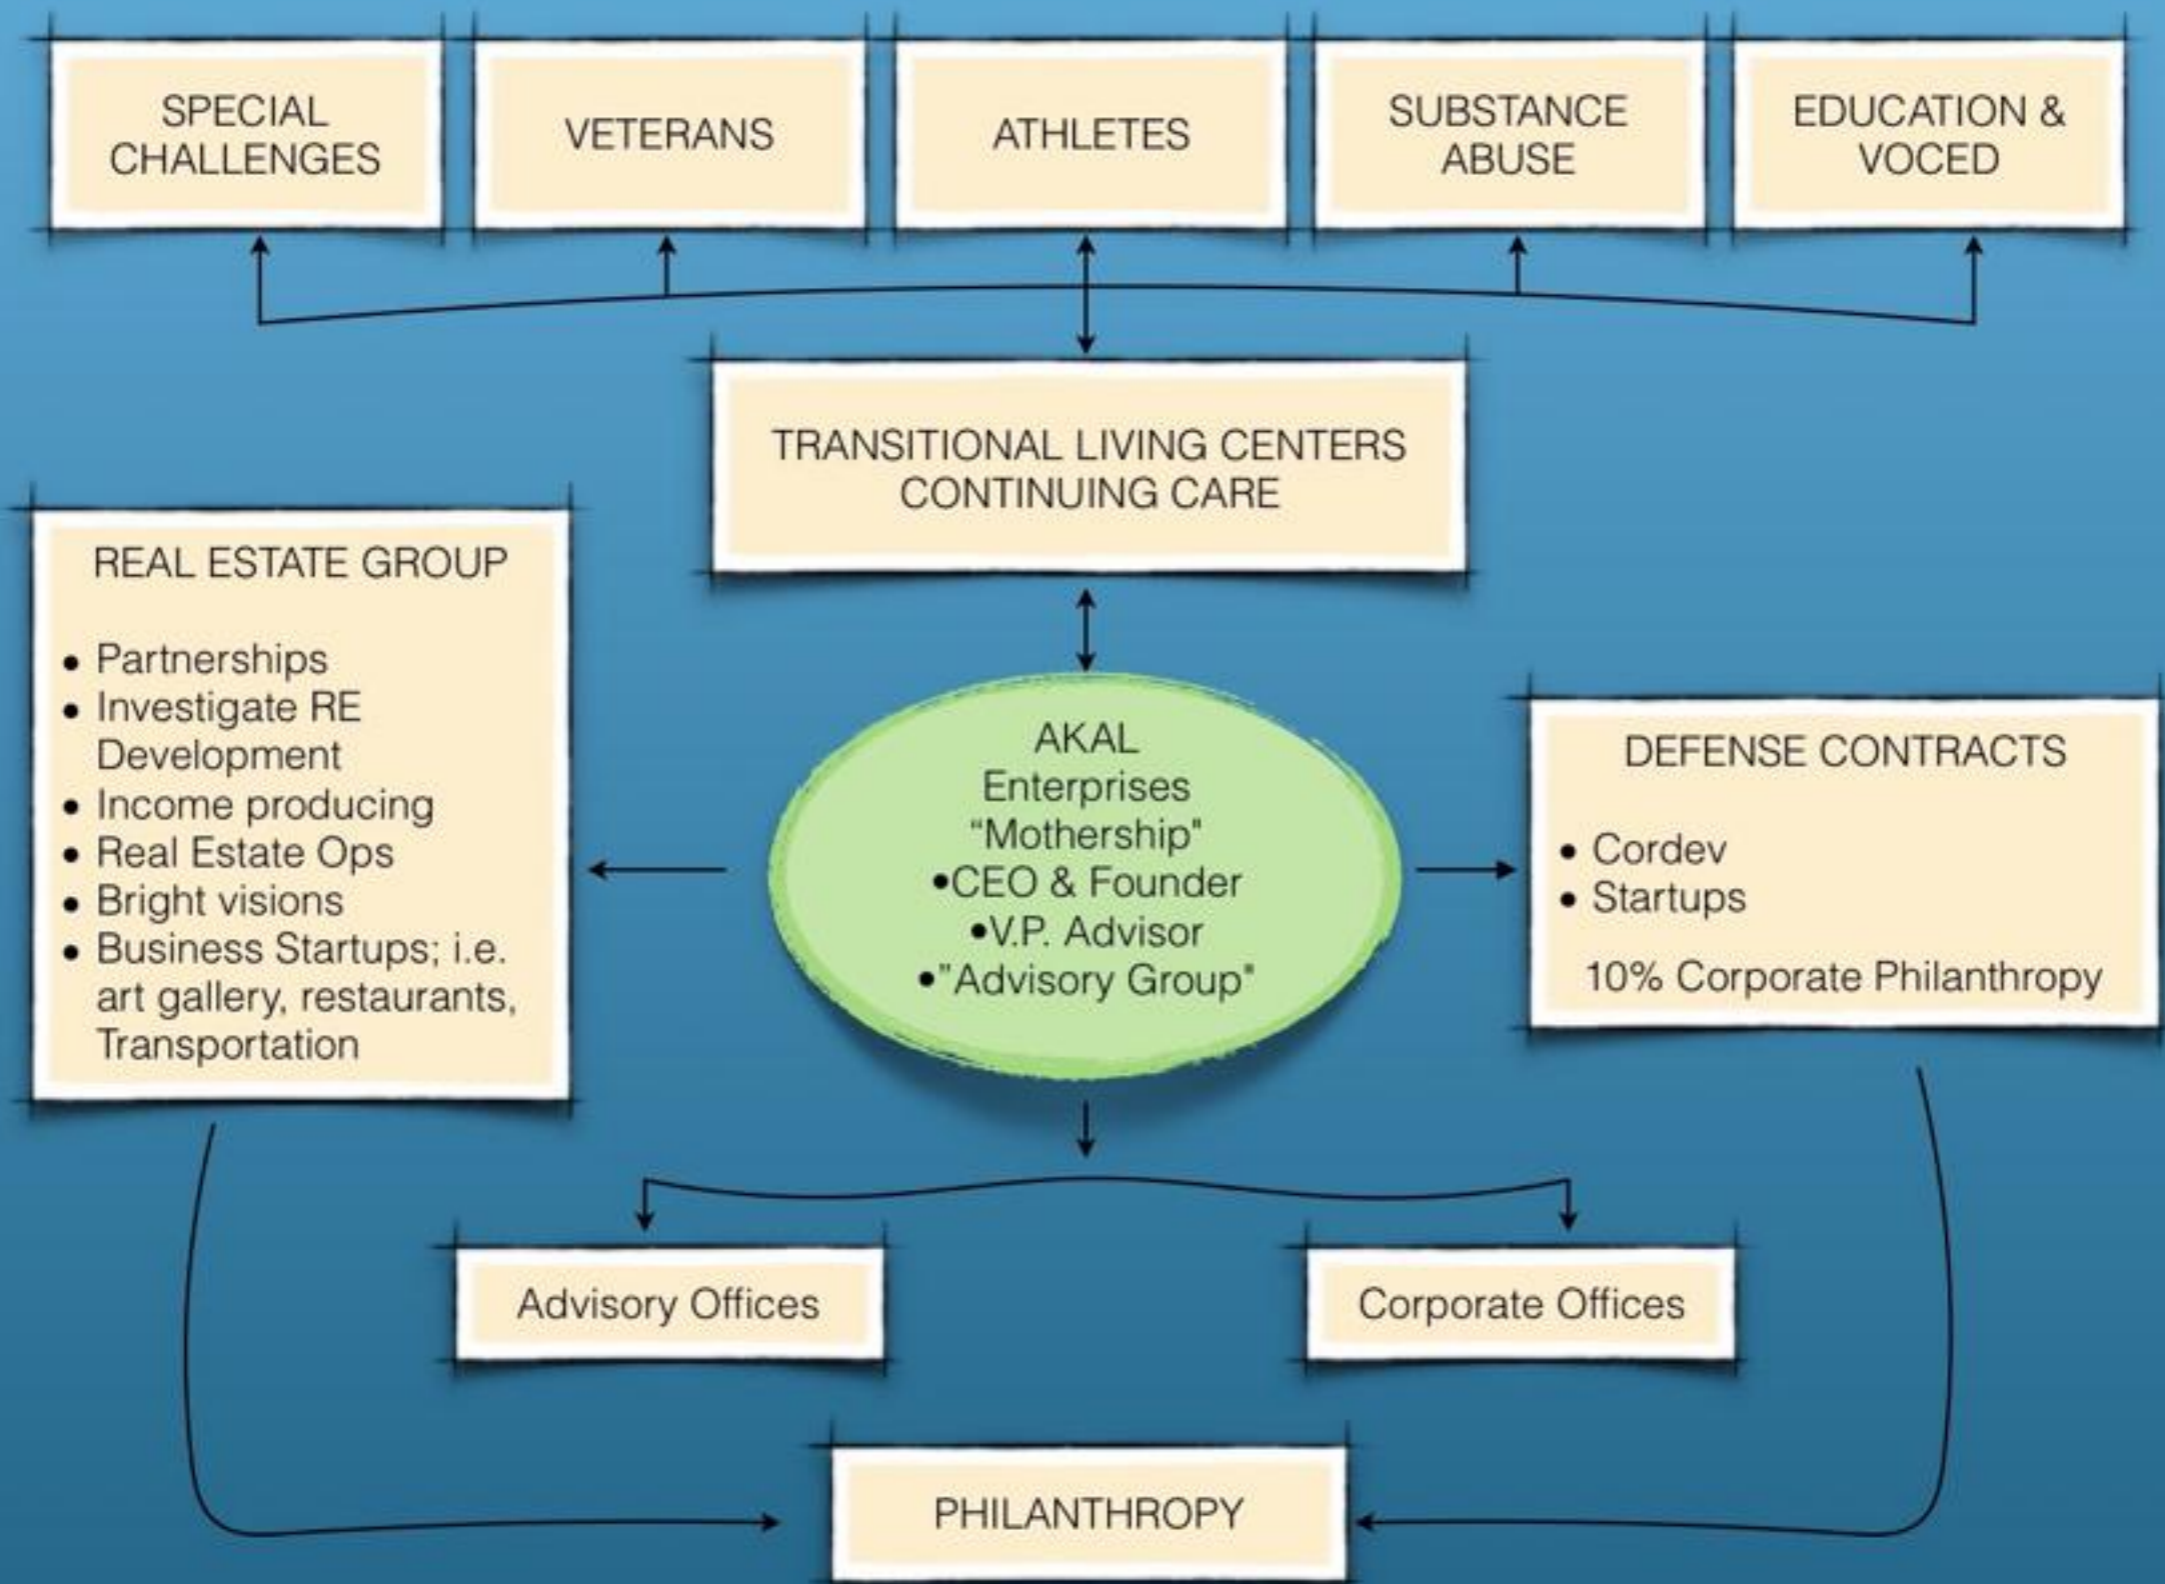 SPECIAL
CHALLENGES
VETERANS
ATHLETES
SUBSTANCE
ABUSE
EDUCATION &
VOCED
TRANSITIONAL LIVING CENTERS
CONTINUING CARE
REAL ESTATE GROUP
• Partnerships
• Investigate RE
Development
• Income producing
• Real Estate Ops
• Bright visions
• Business Startups; i.e.
art gallery, restaurants,
Transportation
AKAL
Enterprises
“Mothership"
•CEO & Founder
•V.P. Advisor
•"Advisory Group"
DEFENSE CONTRACTS
• Cordev
• Startups
10% Corporate Philanthropy
Advisory Offices
Corporate Offices
PHILANTHROPY